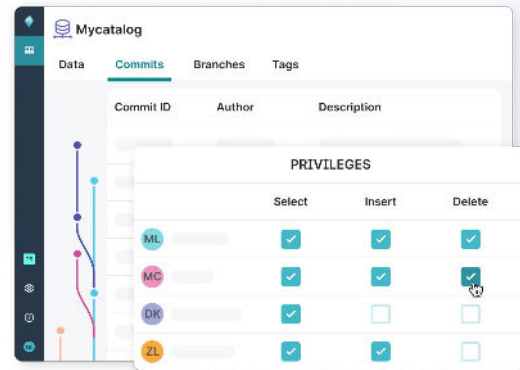 Mycatalog
Data Commits Branches Tags
Commit ID Author Description
PRIVILEGES
Select Insert Delete
ML
MC
DK
ZL